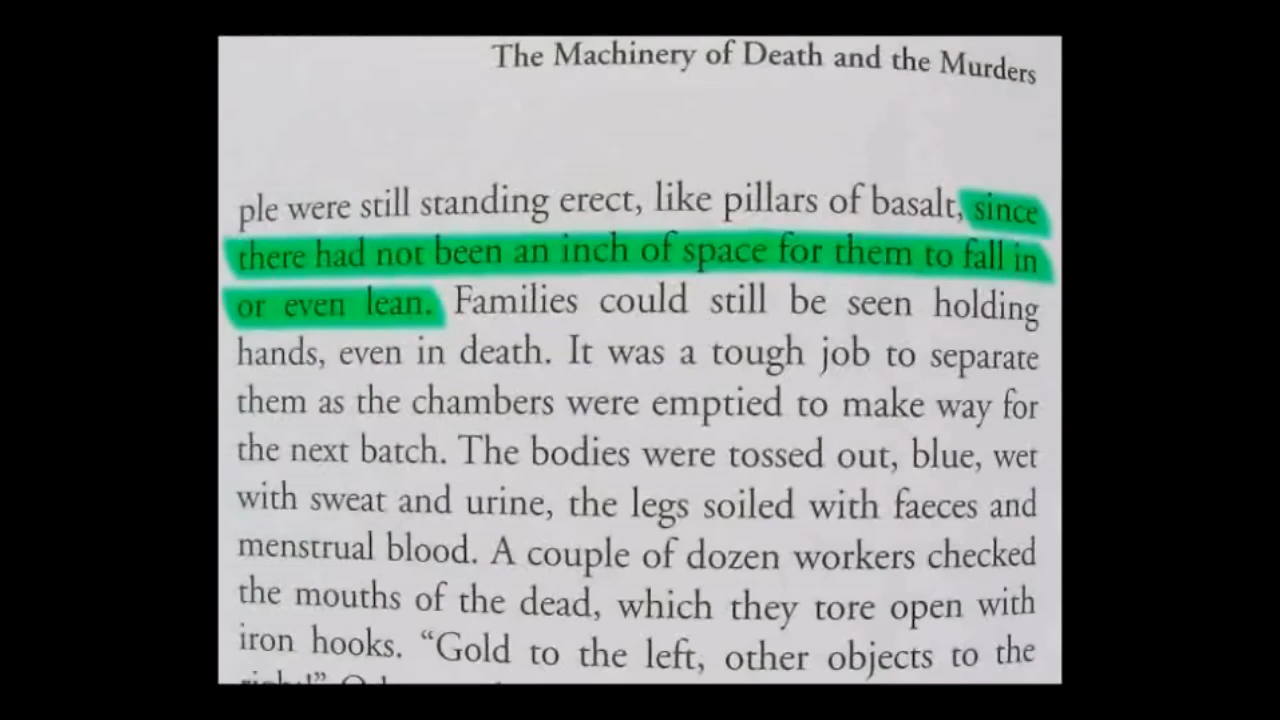 The Machinery of Death and the Murders
ple were still standing erect, like pillars of basalt, since
there had not been an inch of space for them to fall in
or even lean. Families could still be seen holding
hands, even in death. It was a tough job to separate
them as the chambers were emptied to make way for
the next batch. The bodies were tossed out, blue, wet
with sweat and urine, the legs soiled with faeces and
menstrual blood. A couple of dozen workers checked
the mouths of the dead, which they tore open with
iron hooks. “Gold to the left, other objects to the